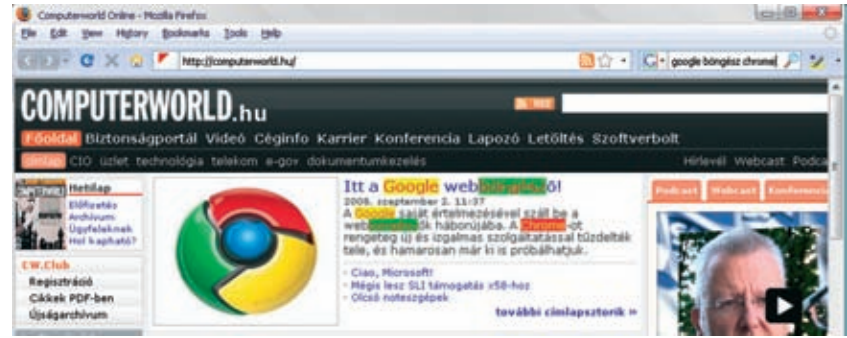 Computerworld Online - Mozilla Firefox
File Edit View History Bookmarks Tools Help
http://computerworld.hu/
google böngész chrome
COMPUTERWORLD.hu
RSS
Főoldal Biztonságportál Videó Céginfo Karrier Konferencia Lapozó Letöltés Szoftverbolt
Címlap CIO üzlet technológia telekom e-gov dokumentumkezelés
Hírlevél Webcast Podca
Hetilap
Előfizetés
Archívum
Ügyfeleknek
Hol kapható?
CW.Club
Regisztráció
Cikkek PDF-ben
Újságarchívum
Itt a Google webböngésző!
2008. szeptember 2. 11:37
A Google saját értelmezésével száll be a
webböngészők háborújába. A Chrome-ot
rengeteg új és izgalmas szolgáltatással tűzdelték
tele, és hamarosan már ki is próbálhatjuk.
Ciao, Microsoft!
Mégis lesz SLI támogatás x58-hoz
Olcsó noteszgépek
további címlapsztorik »
Podcast Webcast Konferencia